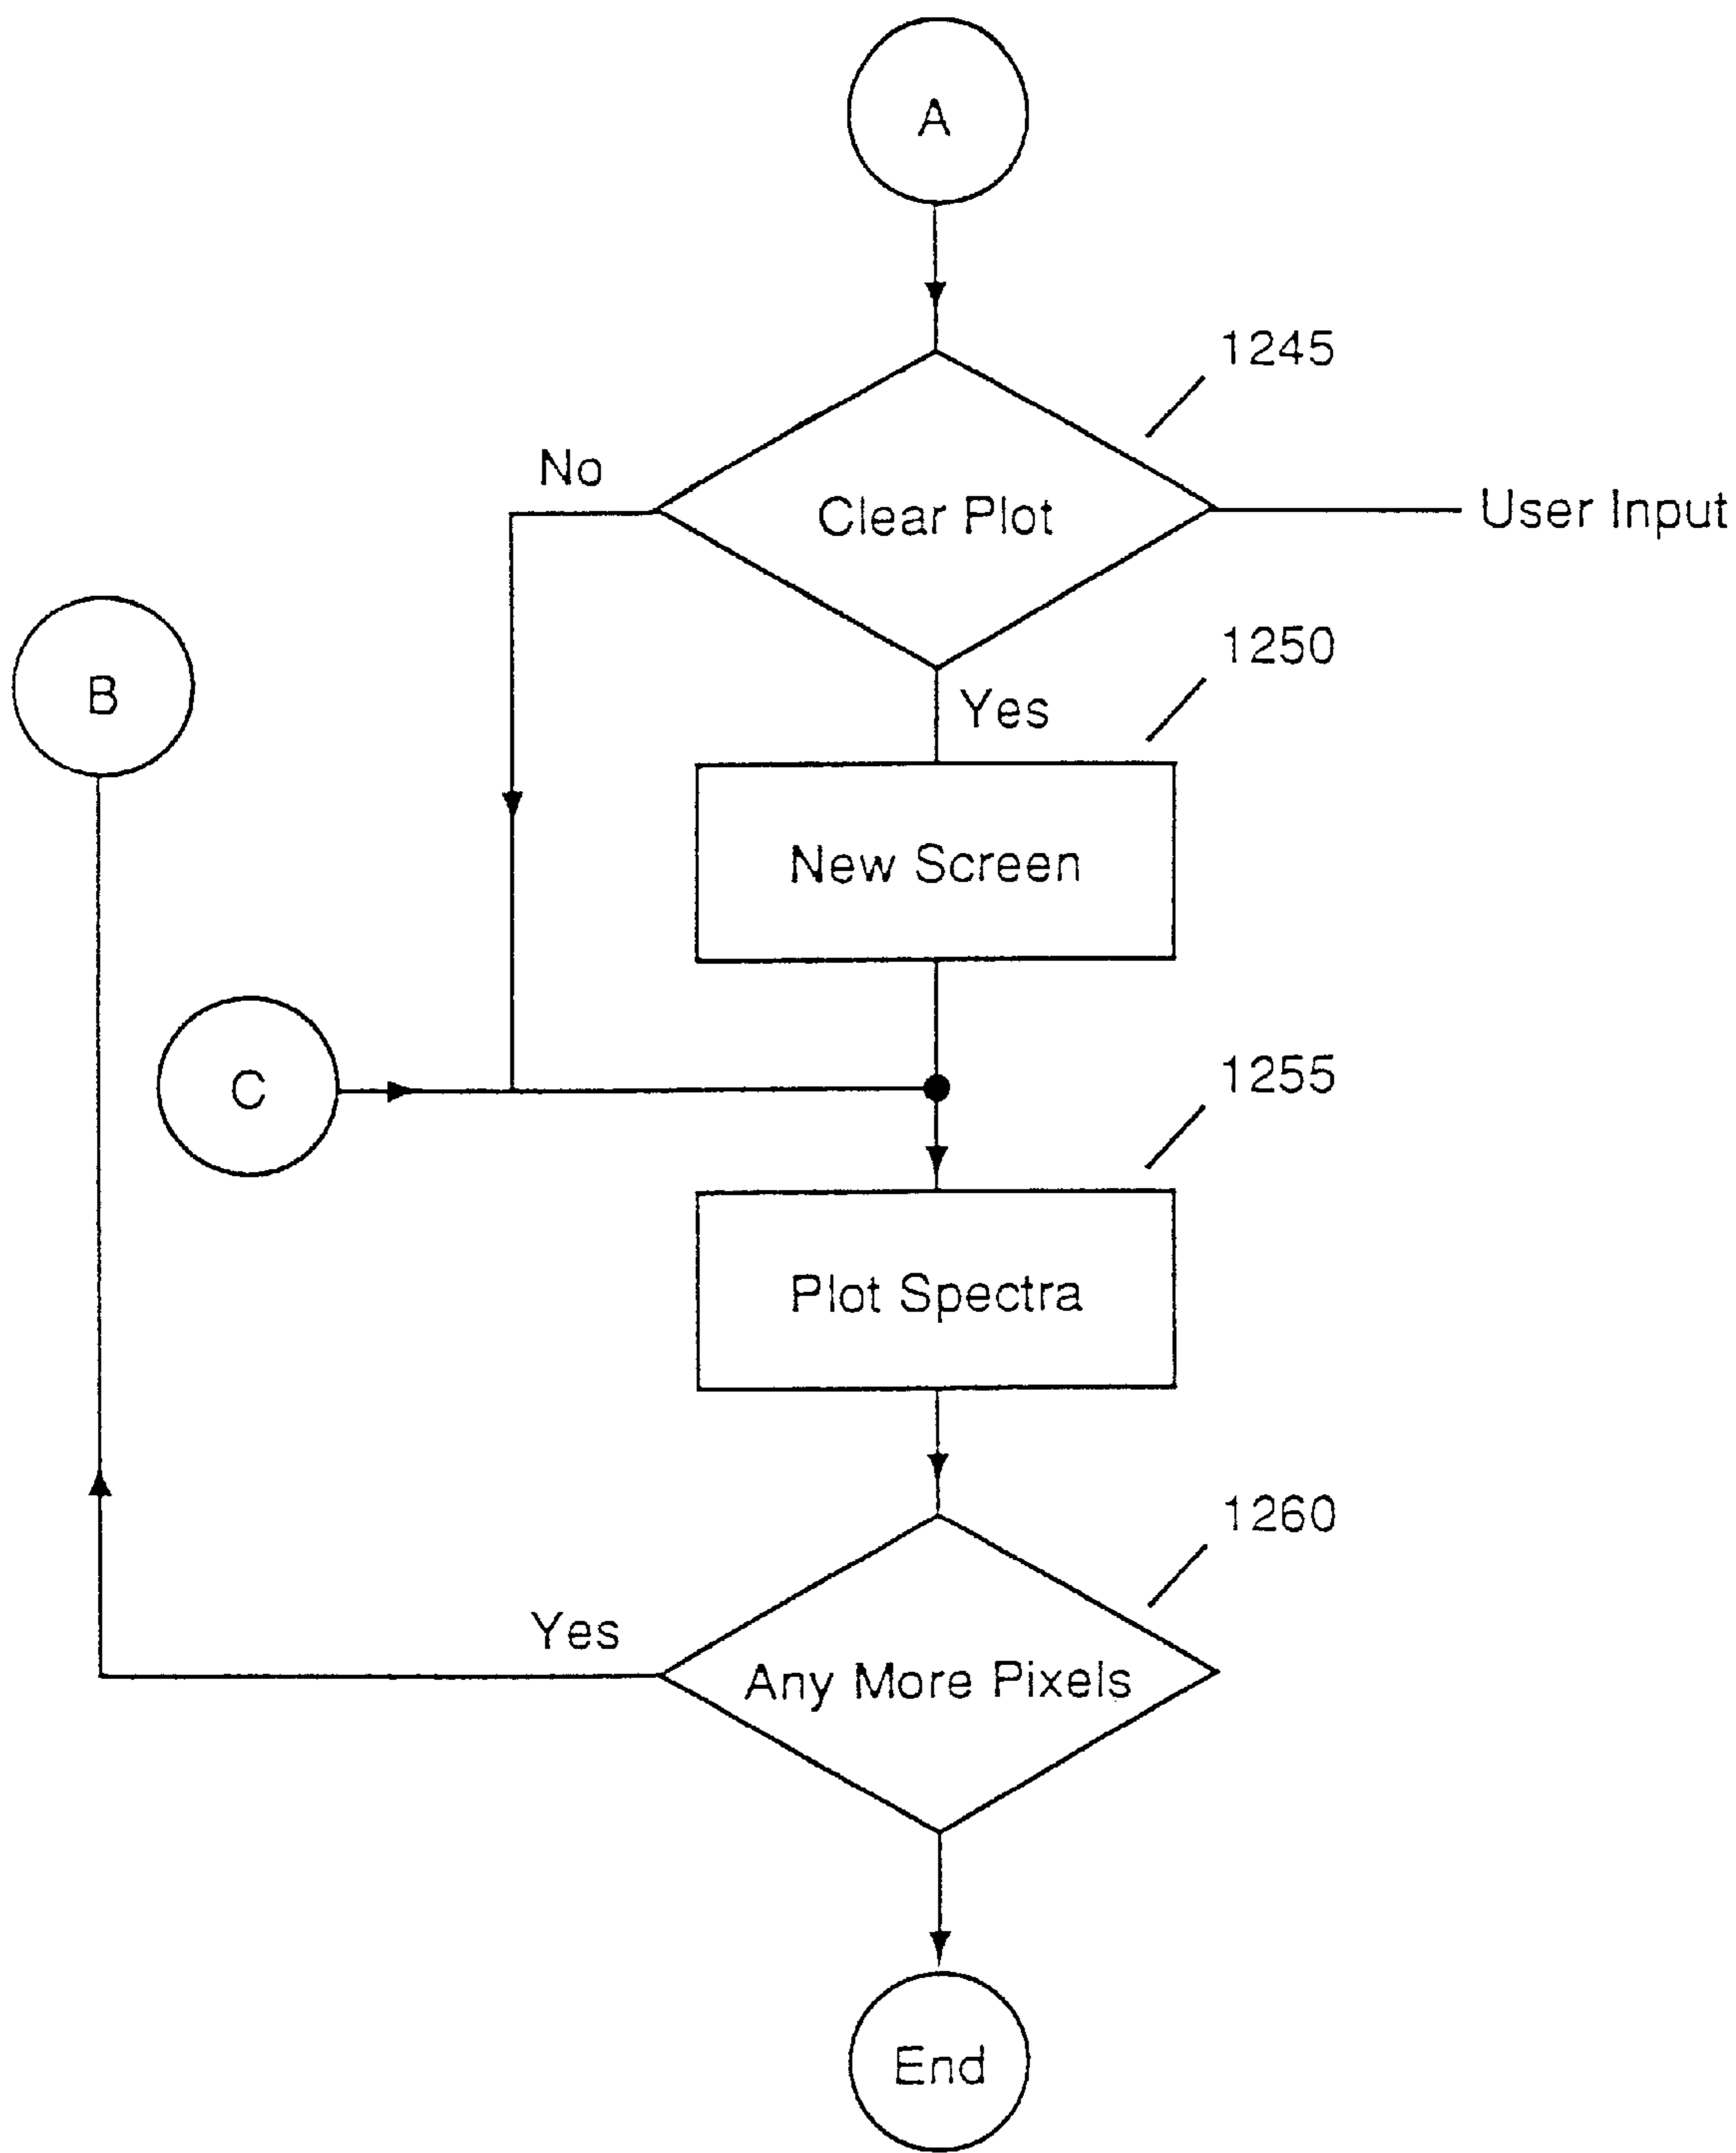 A
1245
No
Clear Plot
User Input
1250
B
Yes
New Screen
C
1255
Plot Spectra
1260
Yes
Any More Pixels
End